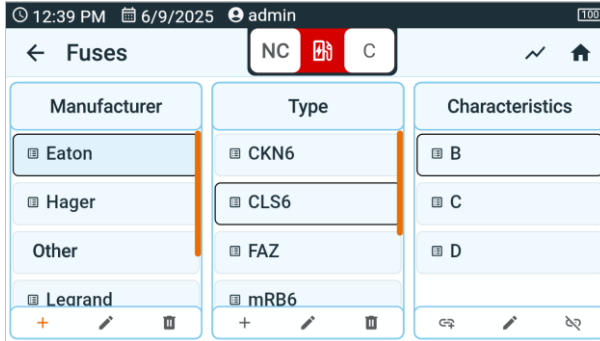 12:39 PM 6/9/2025 admin 100
Fuses NC C
Manufacturer Type Characteristics
Eaton CKN6 B
Hager CLS6 C
Other FAZ D
Legrand mRB6